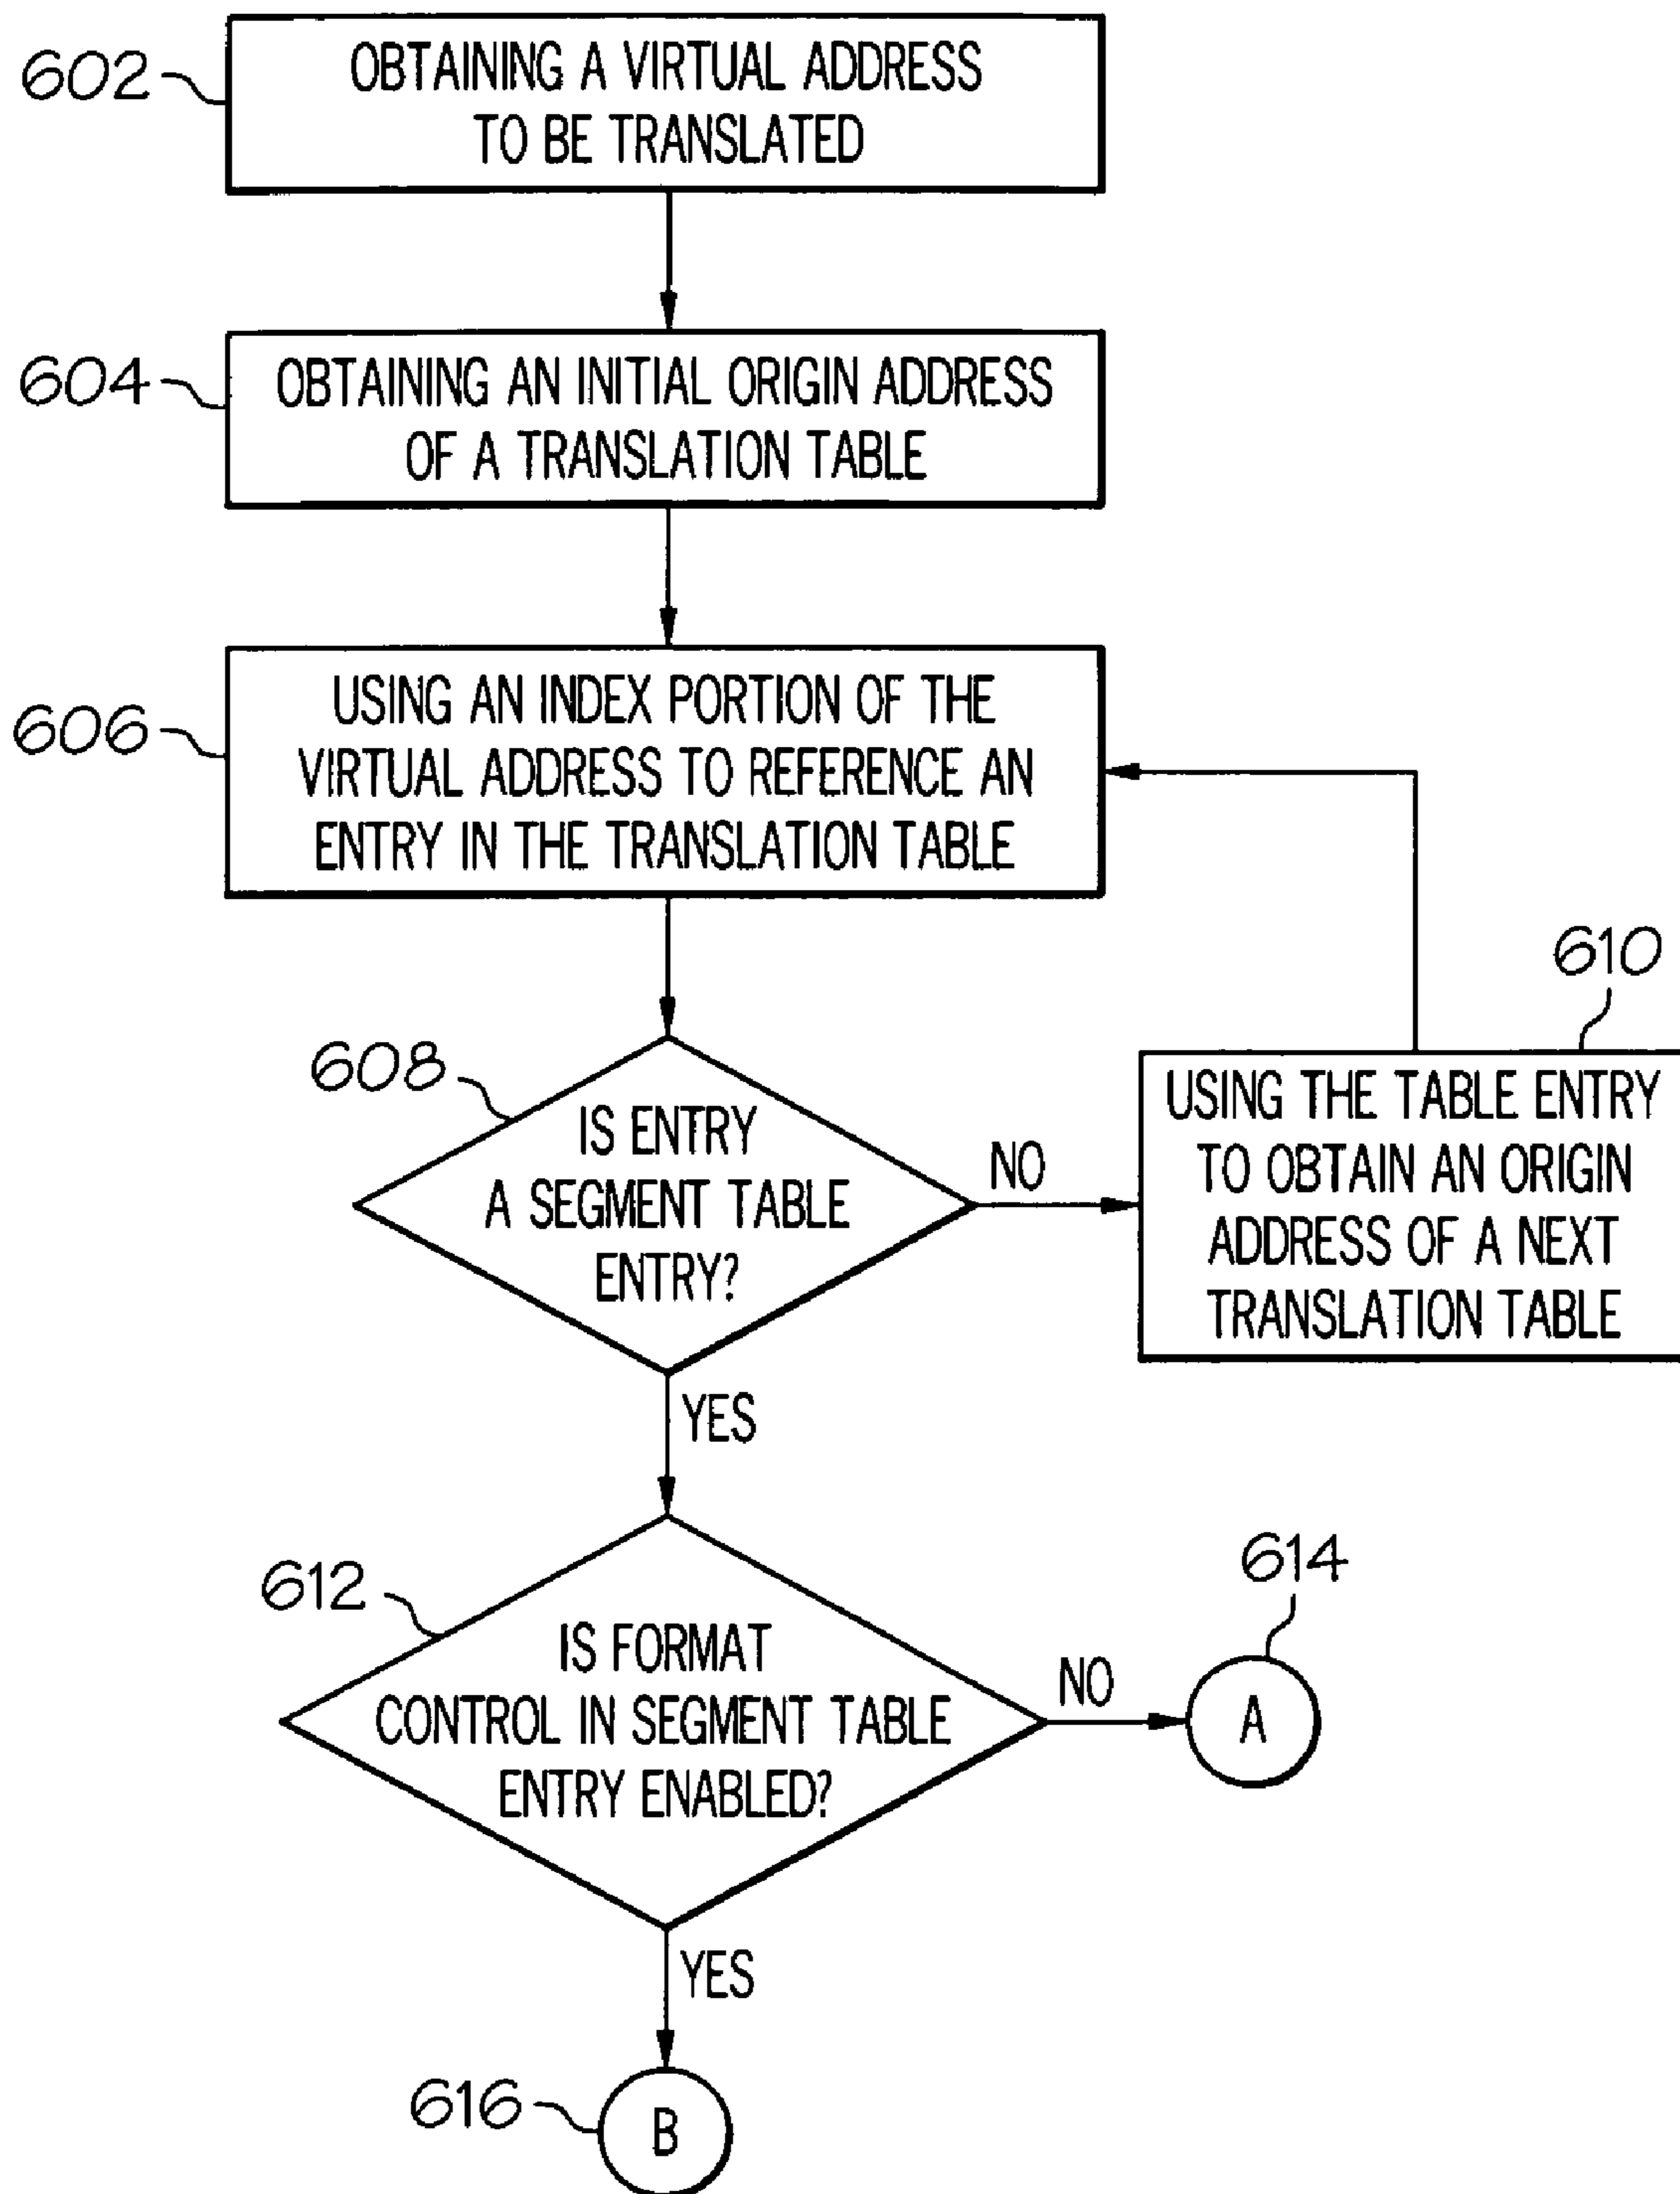 602
OBTAINING A VIRTUAL ADDRESS
TO BE TRANSLATED
604
OBTAINING AN INITIAL ORIGIN ADDRESS
OF A TRANSLATION TABLE
606
USING AN INDEX PORTION OF THE
VIRTUAL ADDRESS TO REFERENCE AN
ENTRY IN THE TRANSLATION TABLE
608
IS ENTRY
A SEGMENT TABLE
ENTRY?
NO
610
USING THE TABLE ENTRY
TO OBTAIN AN ORIGIN
ADDRESS OF A NEXT
TRANSLATION TABLE
YES
612
IS FORMAT
CONTROL IN SEGMENT TABLE
ENTRY ENABLED?
NO
614
A
YES
616
B